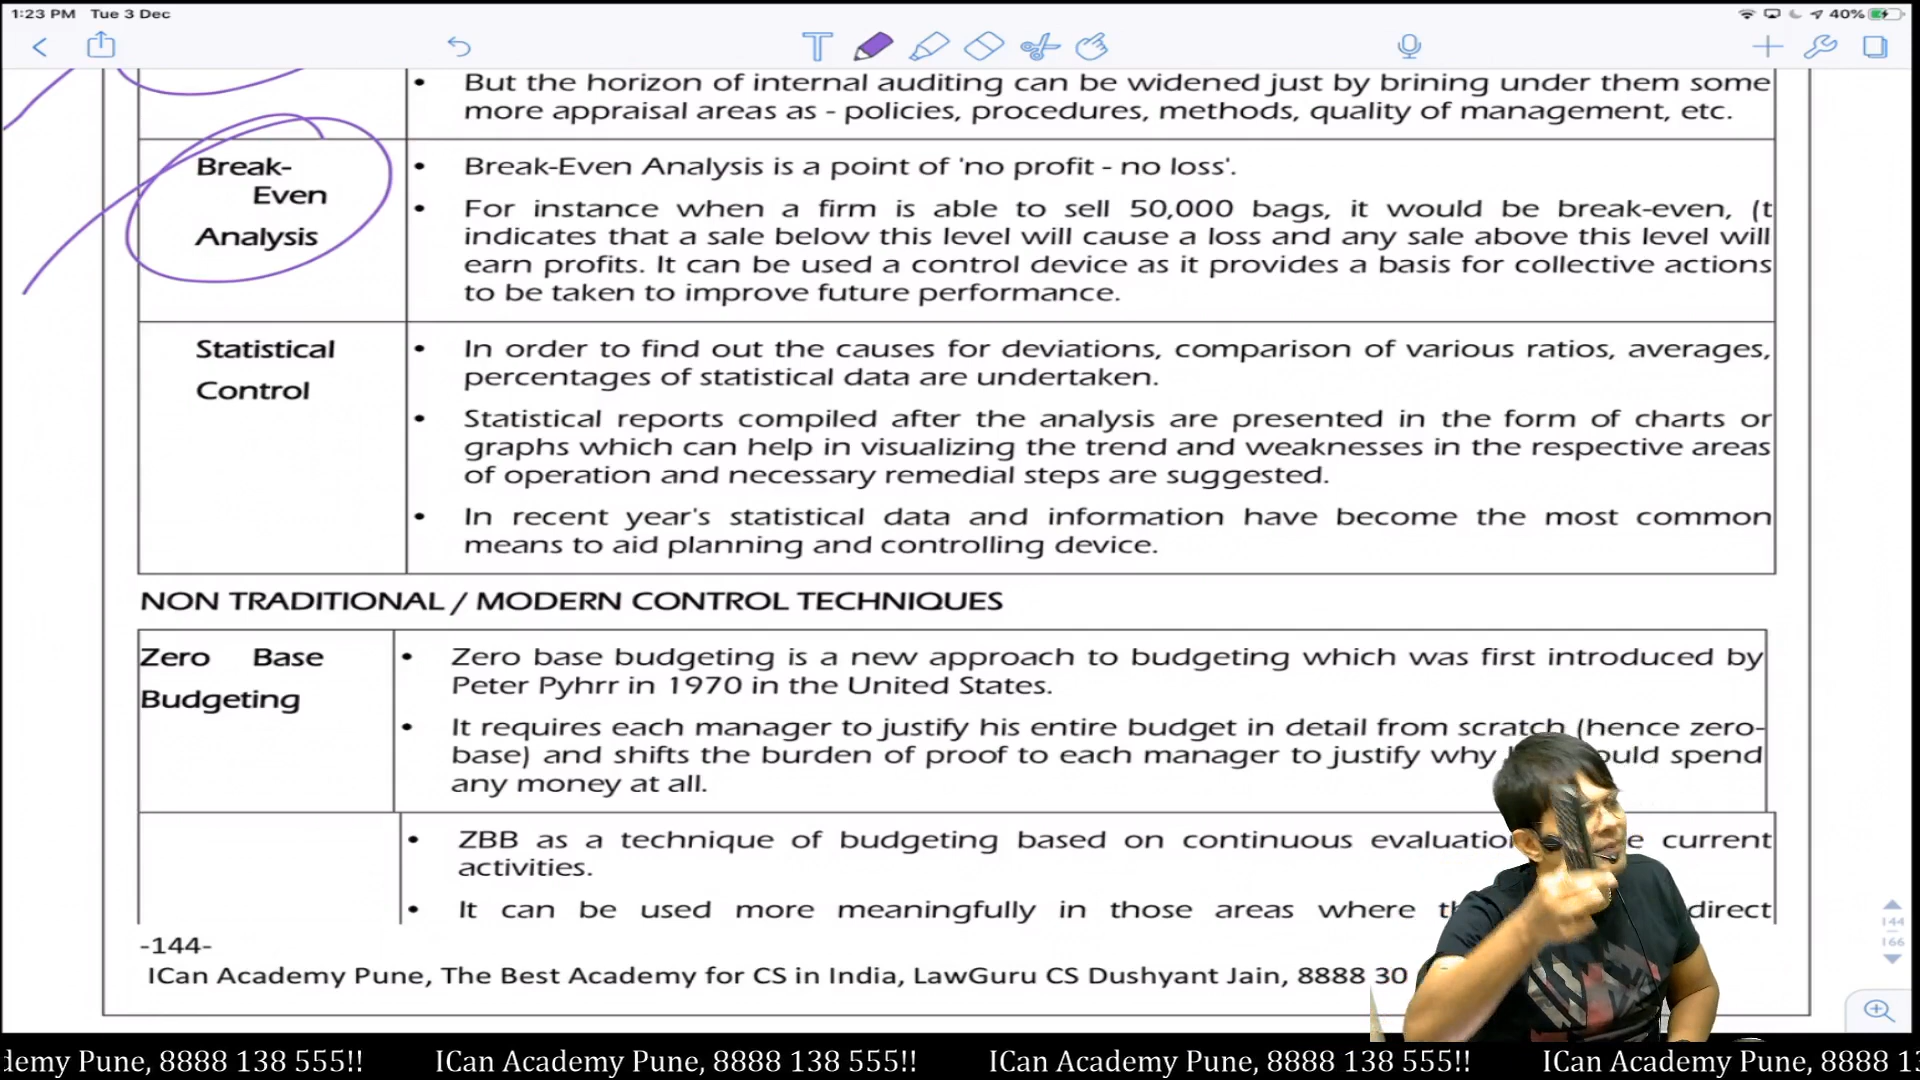 1:23 PM Tue 3 Dec
40%
• But the horizon of internal auditing can be widened just by brining under them some
more appraisal areas as - policies, procedures, methods, quality of management, etc.
Break-
Even
Analysis
• Break-Even Analysis is a point of 'no profit - no loss'.
• For instance when a firm is able to sell 50,000 bags, it would be break-even, (t
indicates that a sale below this level will cause a loss and any sale above this level will
earn profits. It can be used a control device as it provides a basis for collective actions
to be taken to improve future performance.
Statistical
Control
• In order to find out the causes for deviations, comparison of various ratios, averages,
percentages of statistical data are undertaken.
• Statistical reports compiled after the analysis are presented in the form of charts or
graphs which can help in visualizing the trend and weaknesses in the respective areas
of operation and necessary remedial steps are suggested.
• In recent year's statistical data and information have become the most common
means to aid planning and controlling device.
NON TRADITIONAL / MODERN CONTROL TECHNIQUES
Zero Base
Budgeting
• Zero base budgeting is a new approach to budgeting which was first introduced by
Peter Pyhrr in 1970 in the United States.
• It requires each manager to justify his entire budget in detail from scratch (hence zero-
base) and shifts the burden of proof to each manager to justify why spend
any money at all.
• ZBB as a technique of budgeting based on continuous current
activities.
• It can be used more meaningfully in those areas where direct
144
166
-144-
ICan Academy Pune, The Best Academy for CS in India, LawGuru CS Dushyant Jain, 8888 30
demy Pune, 8888 138 555!! ICan Academy Pune, 8888 138 555!! ICan Academy Pune, 8888 138 555!! ICan Academy Pune, 8888 13